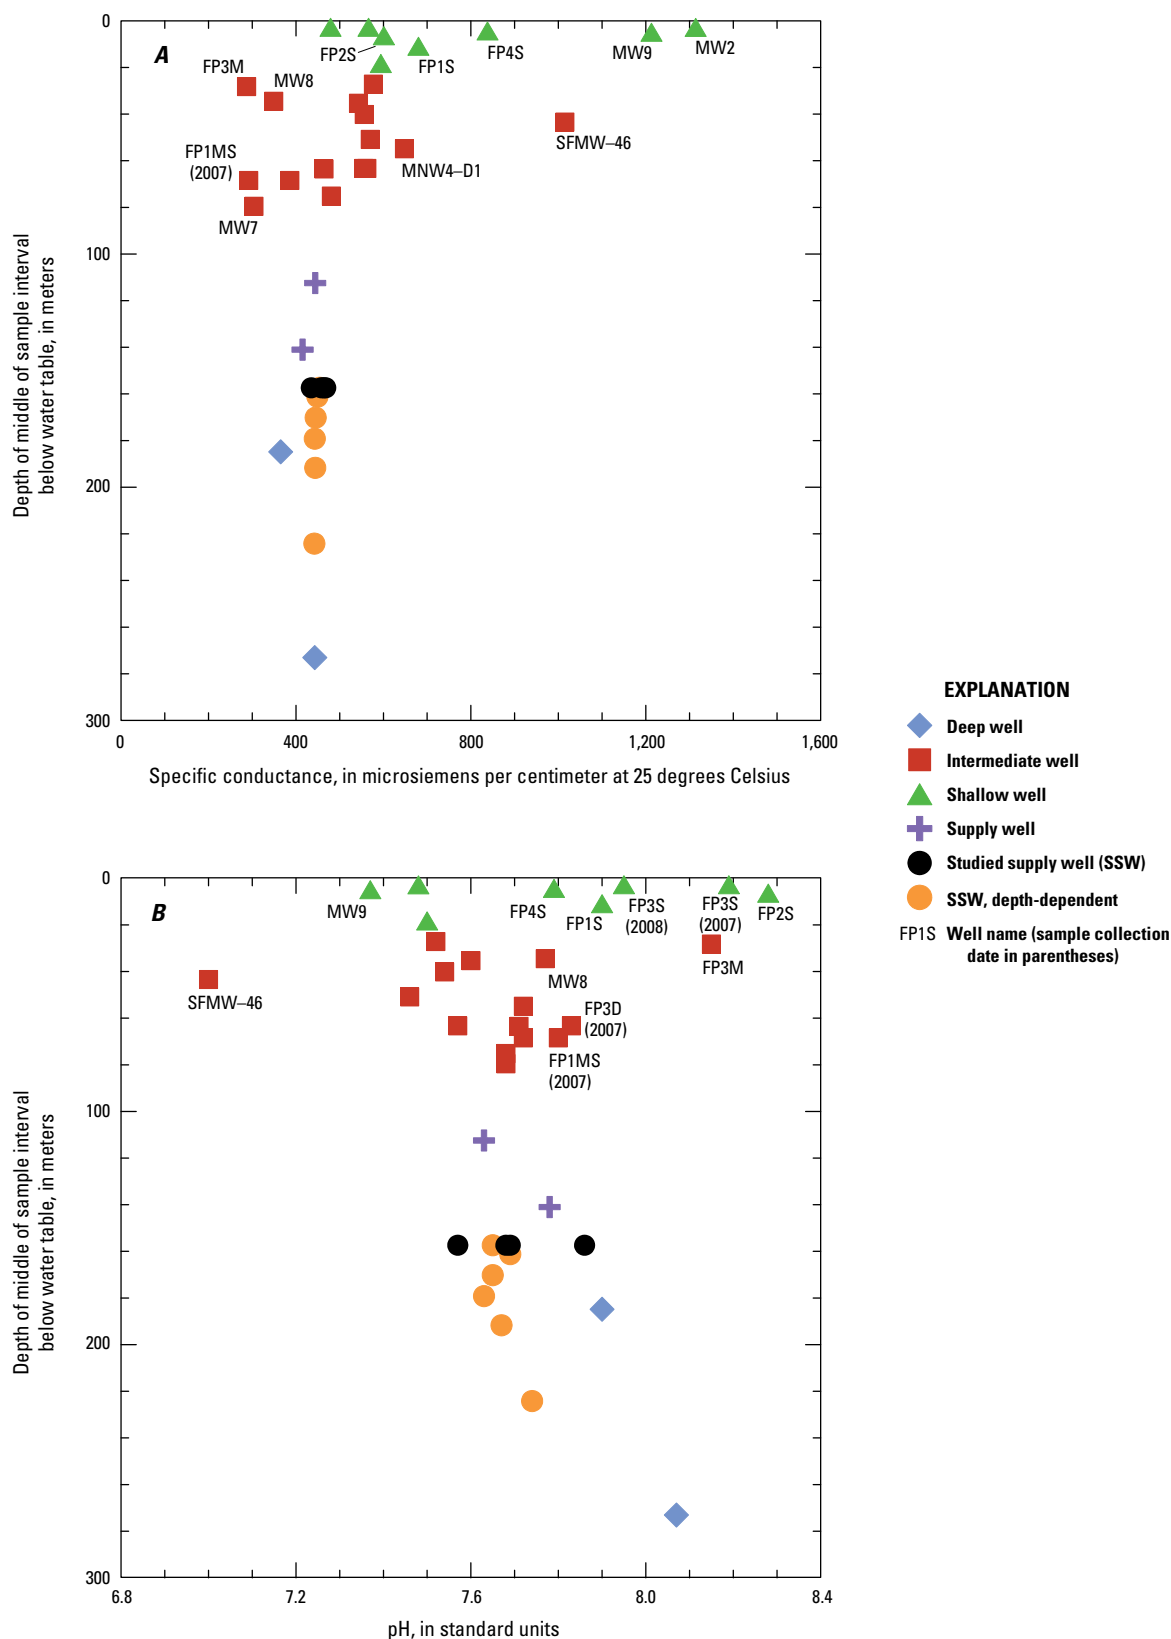 0
A
FP2S
FP1S
FP4S
MW9
MW2
FP3M
MW8
SFMW–46
FP1MS
(2007)
MNW4–D1
MW7
100
200
300
Depth of middle of sample interval
below water table, in meters
0
400
800
1,200
1,600
Specific conductance, in microsiemens per centimeter at 25 degrees Celsius
EXPLANATION
Deep well
Intermediate well
Shallow well
Supply well
Studied supply well (SSW)
SSW, depth-dependent
FP1S Well name (sample collection
date in parentheses)
0
B
MW9
FP4S
FP1S
FP3S
(2008)
FP3S
(2007)
FP2S
FP3M
SFMW–46
MW8
FP3D
(2007)
FP1MS
(2007)
100
200
300
Depth of middle of sample interval
below water table, in meters
6.8
7.2
7.6
8.0
8.4
pH, in standard units